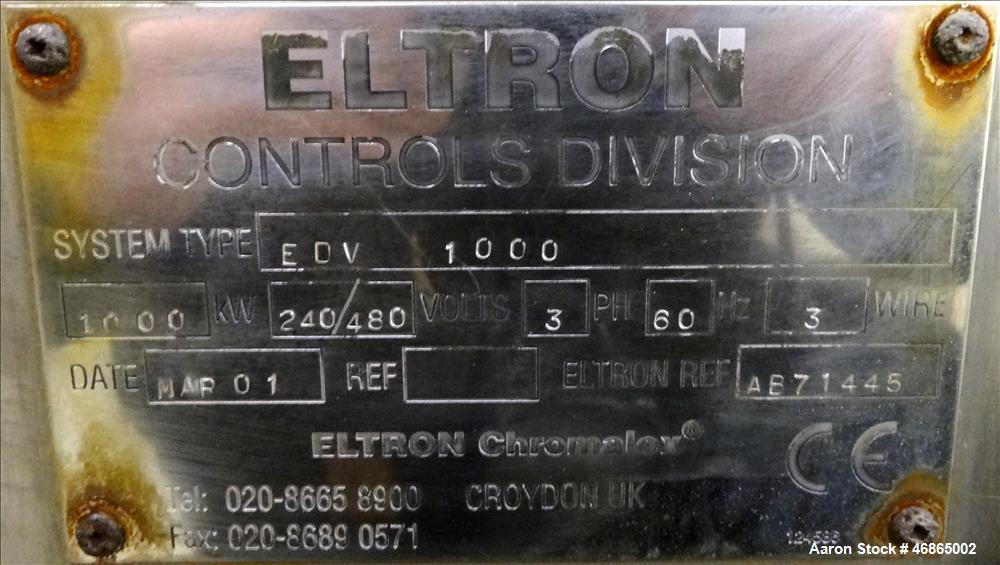 ELTRON
CONTROLS DIVISION
SYSTEM TYPE EDV 1000
1000 KW 240/480 VOLTS 3 PH 60 Hz 3 WIRE
DATE MAR 01 REF ELTRON REF AB71445
ELTRON Chromalox®
Tel: 020-8665 8900 CROYDON UK CE
Fax: 020-8689 0571
Aaron Stock # 46865002